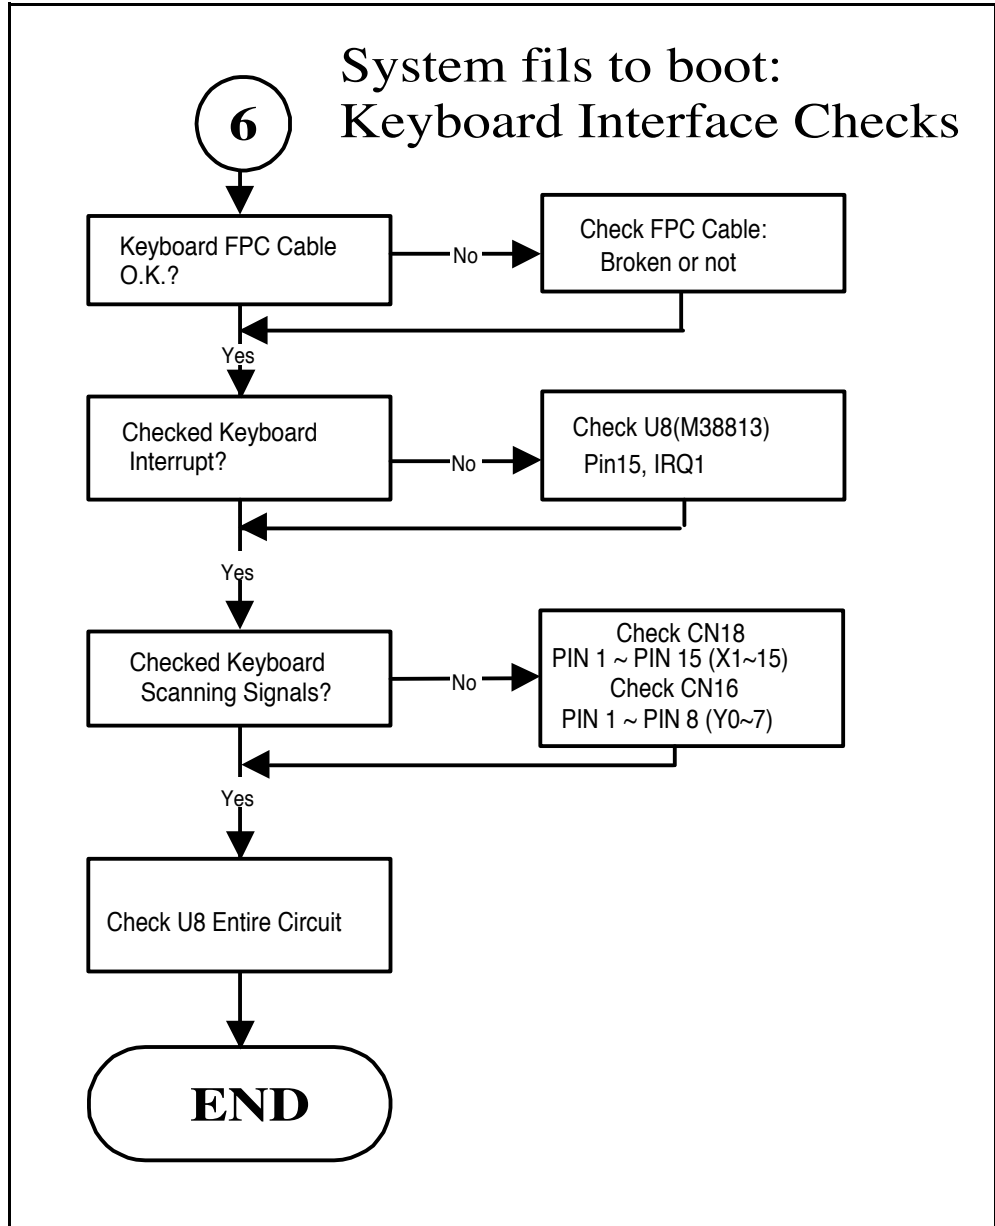 System fils to boot:
Keyboard Interface Checks
6
Keyboard FPC Cable
O.K.?
No
Check FPC Cable:
Broken or not
Yes
Checked Keyboard
Interrupt?
No
Check U8(M38813)
Pin15, IRQ1
Yes
Checked Keyboard
Scanning Signals?
No
Check CN18
PIN 1 ~ PIN 15 (X1~15)
Check CN16
PIN 1 ~ PIN 8 (Y0~7)
Yes
Check U8 Entire Circuit
END